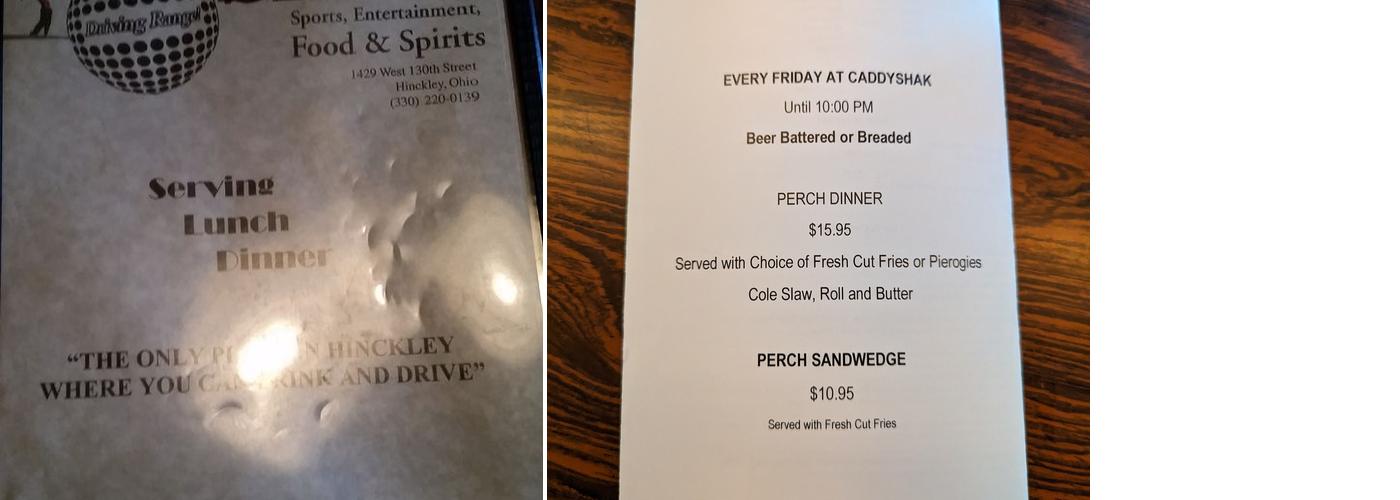 Driving Range!
Sports, Entertainment,
Food & Spirits
1429 West 130th Street
Hinckley, Ohio
(330) 220-0139
Serving
Lunch
Dinner
“THE ONLY IN HINCKLEY
WHERE YOU CAN DRINK AND DRIVE”
EVERY FRIDAY AT CADDYSHAK
Until 10:00 PM
Beer Battered or Breaded
PERCH DINNER
$15.95
Served with Choice of Fresh Cut Fries or Pierogies
Cole Slaw, Roll and Butter
PERCH SANDWEDGE
$10.95
Served with Fresh Cut Fries